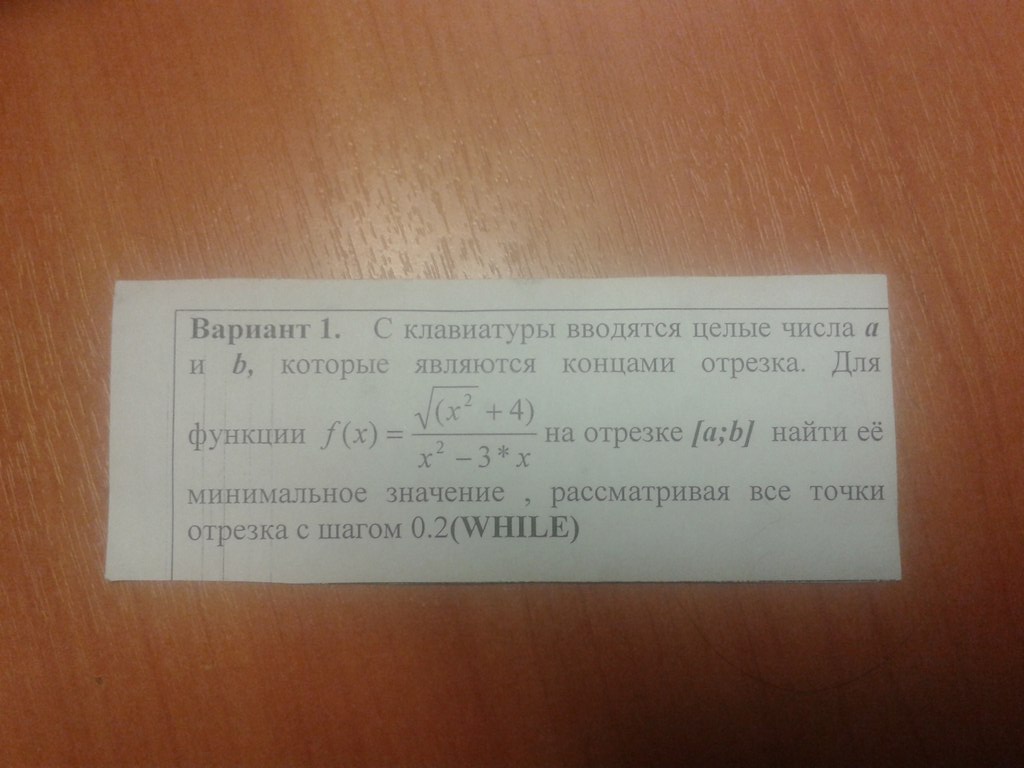 Вариант 1. С клавиатуры вводятся целые числа a
и b, которые являются концами отрезка. Для
функции f(x) = √(x² + 4) / x² − 3 * x на отрезке [a;b] найти её
минимальное значение , рассматривая все точки
отрезка с шагом 0.2(WHILE)